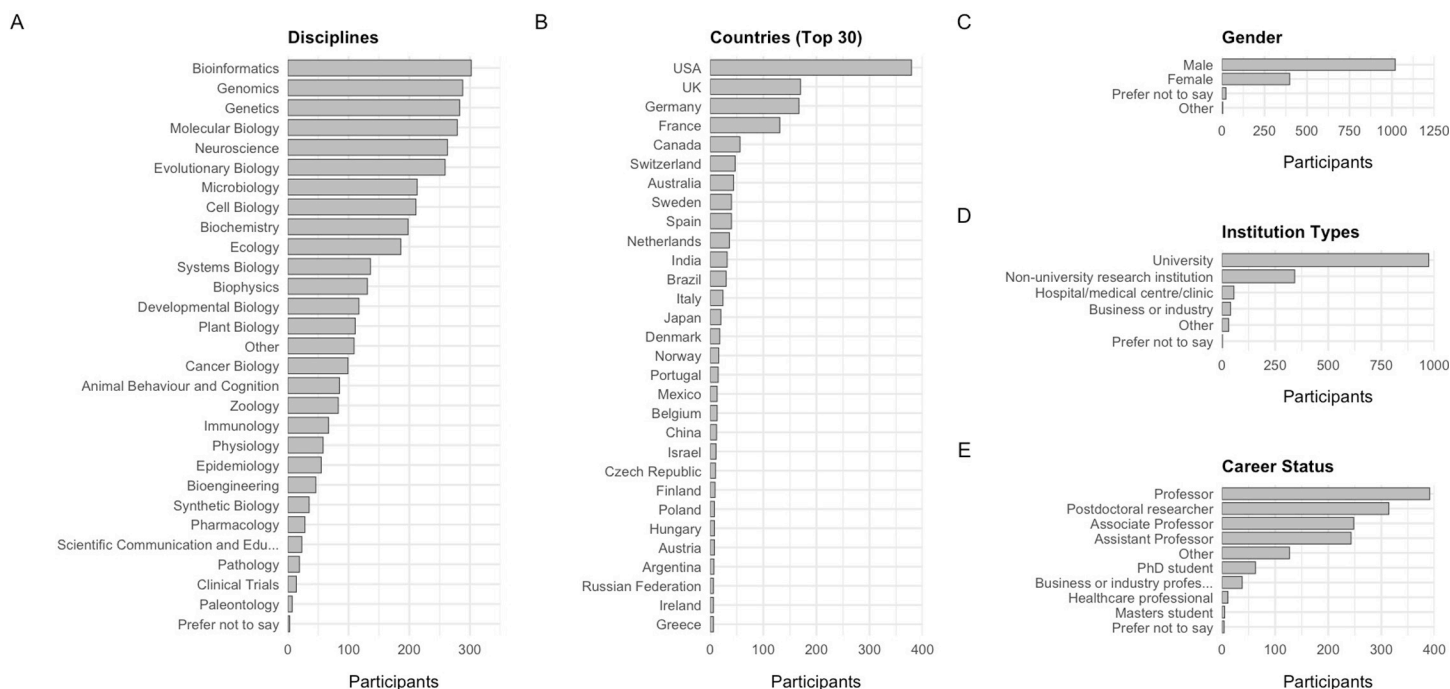 A
Disciplines
Bioinformatics
Genomics
Genetics
Molecular Biology
Neuroscience
Evolutionary Biology
Microbiology
Cell Biology
Biochemistry
Ecology
Systems Biology
Biophysics
Developmental Biology
Plant Biology
Other
Cancer Biology
Animal Behaviour and Cognition
Zoology
Immunology
Physiology
Epidemiology
Bioengineering
Synthetic Biology
Pharmacology
Scientific Communication and Edu...
Pathology
Clinical Trials
Paleontology
Prefer not to say
0 100 200 300
Participants
B
Countries (Top 30)
USA
UK
Germany
France
Canada
Switzerland
Australia
Sweden
Spain
Netherlands
India
Brazil
Italy
Japan
Denmark
Norway
Portugal
Mexico
Belgium
China
Israel
Czech Republic
Finland
Poland
Hungary
Austria
Argentina
Russian Federation
Ireland
Greece
0 100 200 300 400
Participants
C
Gender
Male
Female
Prefer not to say
Other
0 250 500 750 1000 1250
Participants
D
Institution Types
University
Non-university research institution
Hospital/medical centre/clinic
Business or industry
Other
Prefer not to say
0 250 500 750 1000
Participants
E
Career Status
Professor
Postdoctoral researcher
Associate Professor
Assistant Professor
Other
PhD student
Business or industry profes...
Healthcare professional
Masters student
Prefer not to say
0 100 200 300 400
Participants